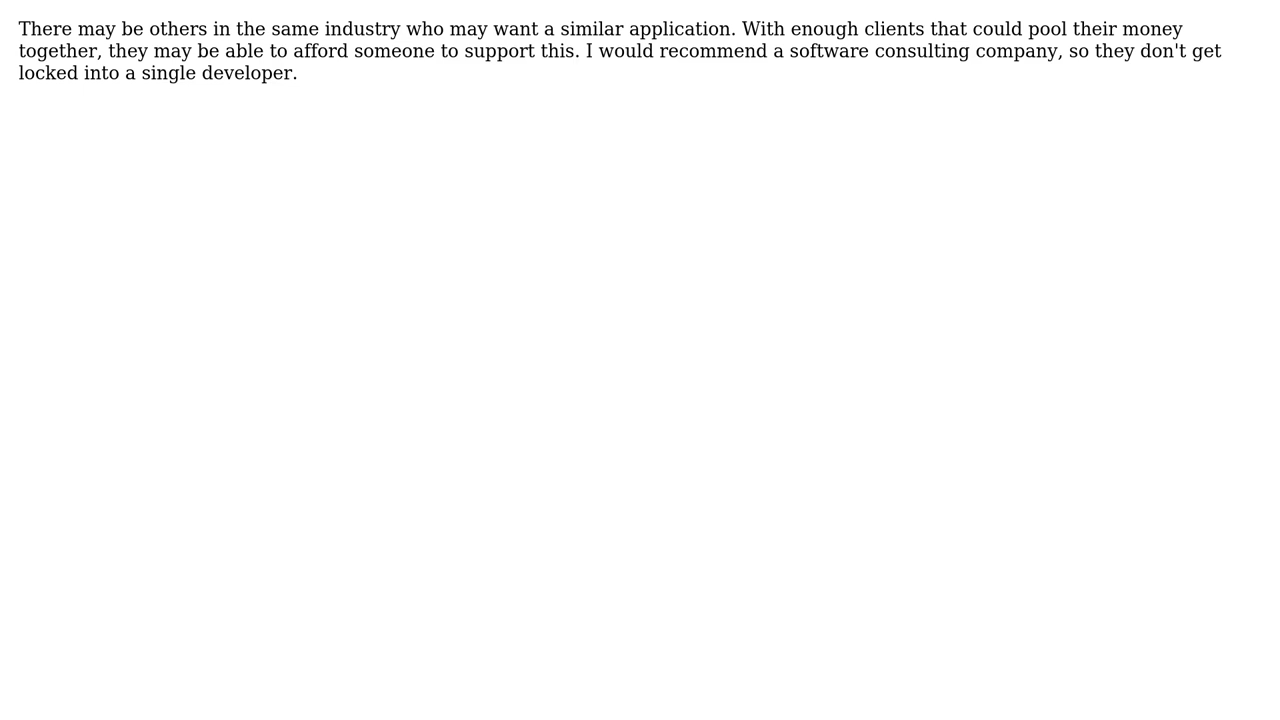 There may be others in the same industry who may want a similar application. With enough clients that could pool their money
together, they may be able to afford someone to support this. I would recommend a software consulting company, so they don't get
locked into a single developer.